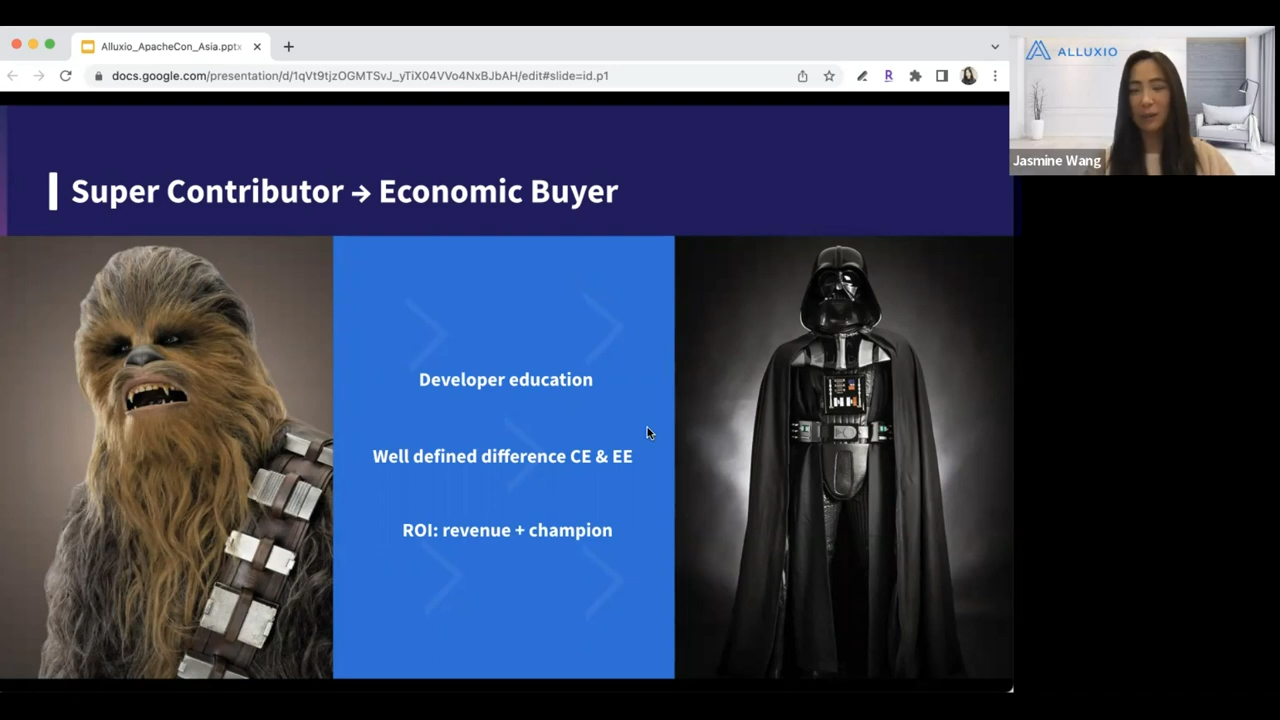 Alluxio_ApacheCon_Asia.pptx
docs.google.com/presentation/d/1qVt9tjzOGMTSvJ_yTiX04VVo4NxBJbAH/edit#slide=id.p1
R
ALLUXIO
Jasmine Wang
Super Contributor → Economic Buyer
Developer education
Well defined difference CE & EE
ROI: revenue + champion